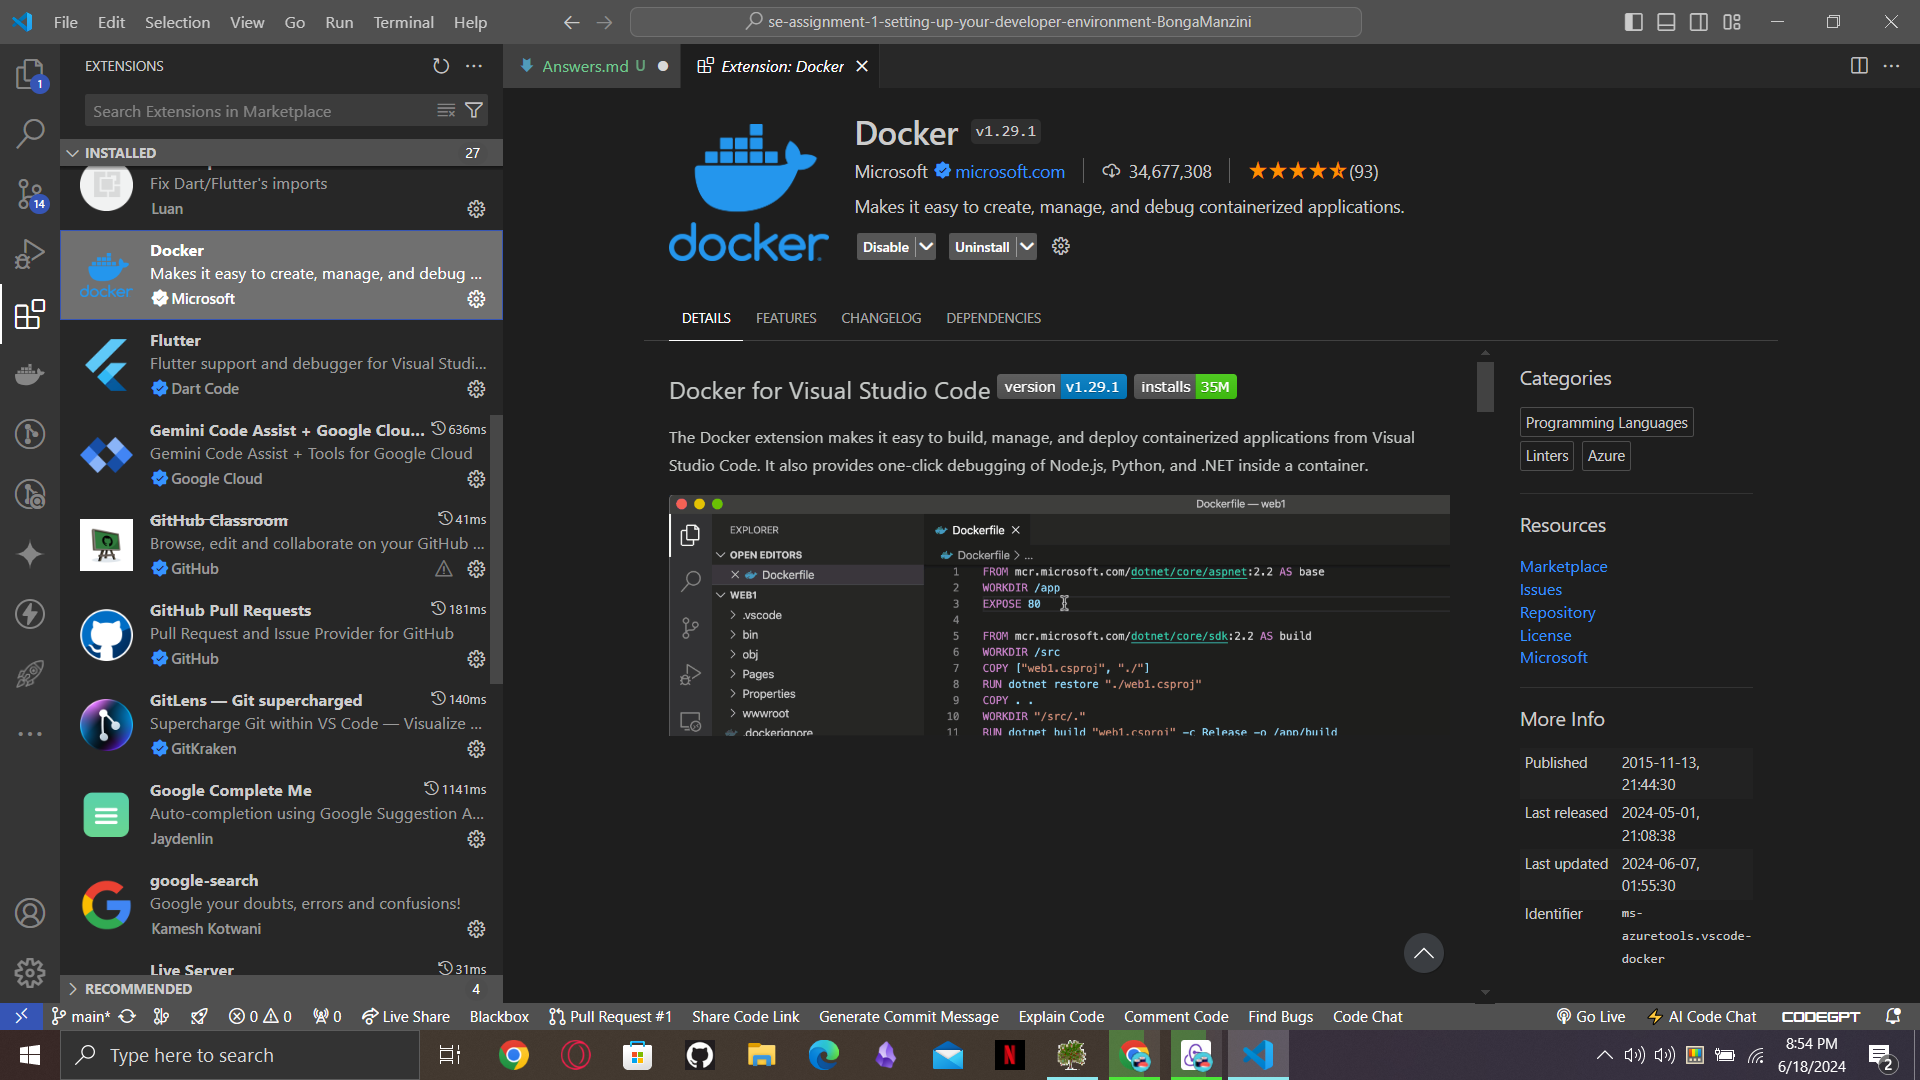 File Edit Selection View Go Run Terminal Help
se-assignment-1-setting-up-your-developer-environment-BongaManzini
EXTENSIONS
Answers.md U
Extension: Docker
Search Extensions in Marketplace
INSTALLED 27
Fix Dart/Flutter's imports
Luan
Docker
Makes it easy to create, manage, and debug ...
docker
Microsoft
Flutter
Flutter support and debugger for Visual Studi...
Dart Code
Gemini Code Assist + Google Clou... 636ms
Gemini Code Assist + Tools for Google Cloud
Google Cloud
GitHub Classroom 41ms
Browse, edit and collaborate on your GitHub ...
GitHub
GitHub Pull Requests 181ms
Pull Request and Issue Provider for GitHub
GitHub
GitLens — Git supercharged 140ms
Supercharge Git within VS Code — Visualize ...
GitKraken
Google Complete Me 1141ms
Auto-completion using Google Suggestion A...
Jaydenlin
google-search
Google your doubts, errors and confusions!
Kamesh Kotwani
Live Server 31ms
RECOMMENDED 4
1
14
docker.
Docker v1.29.1
Microsoft microsoft.com 34,677,308 (93)
Makes it easy to create, manage, and debug containerized applications.
Disable Uninstall
DETAILS FEATURES CHANGELOG DEPENDENCIES
Docker for Visual Studio Code version v1.29.1 installs 35M
The Docker extension makes it easy to build, manage, and deploy containerized applications from Visual
Studio Code. It also provides one-click debugging of Node.js, Python, and .NET inside a container.
Dockerfile — web1
EXPLORER
OPEN EDITORS
Dockerfile
WEB1
.vscode
bin
obj
Pages
Properties
wwwroot
.dockerignore
Dockerfile
Dockerfile > ...
1 FROM mcr.microsoft.com/dotnet/core/aspnet:2.2 AS base
2 WORKDIR /app
3 EXPOSE 80
4
5 FROM mcr.microsoft.com/dotnet/core/sdk:2.2 AS build
6 WORKDIR /src
7 COPY ["web1.csproj", "./"]
8 RUN dotnet restore "./web1.csproj"
9 COPY . .
10 WORKDIR "/src/."
11 RUN dotnet build "web1.csproj" -c Release -o /app/build
Categories
Programming Languages
Linters Azure
Resources
Marketplace
Issues
Repository
License
Microsoft
More Info
Published 2015-11-13,
21:44:30
Last released 2024-05-01,
21:08:38
Last updated 2024-06-07,
01:55:30
Identifier ms-
azuretools.vscode-
docker
main* 0 0 0 Live Share Blackbox Pull Request #1 Share Code Link Generate Commit Message Explain Code Comment Code Find Bugs Code Chat Go Live AI Code Chat CODEGPT
Type here to search
N
8:54 PM
6/18/2024
2